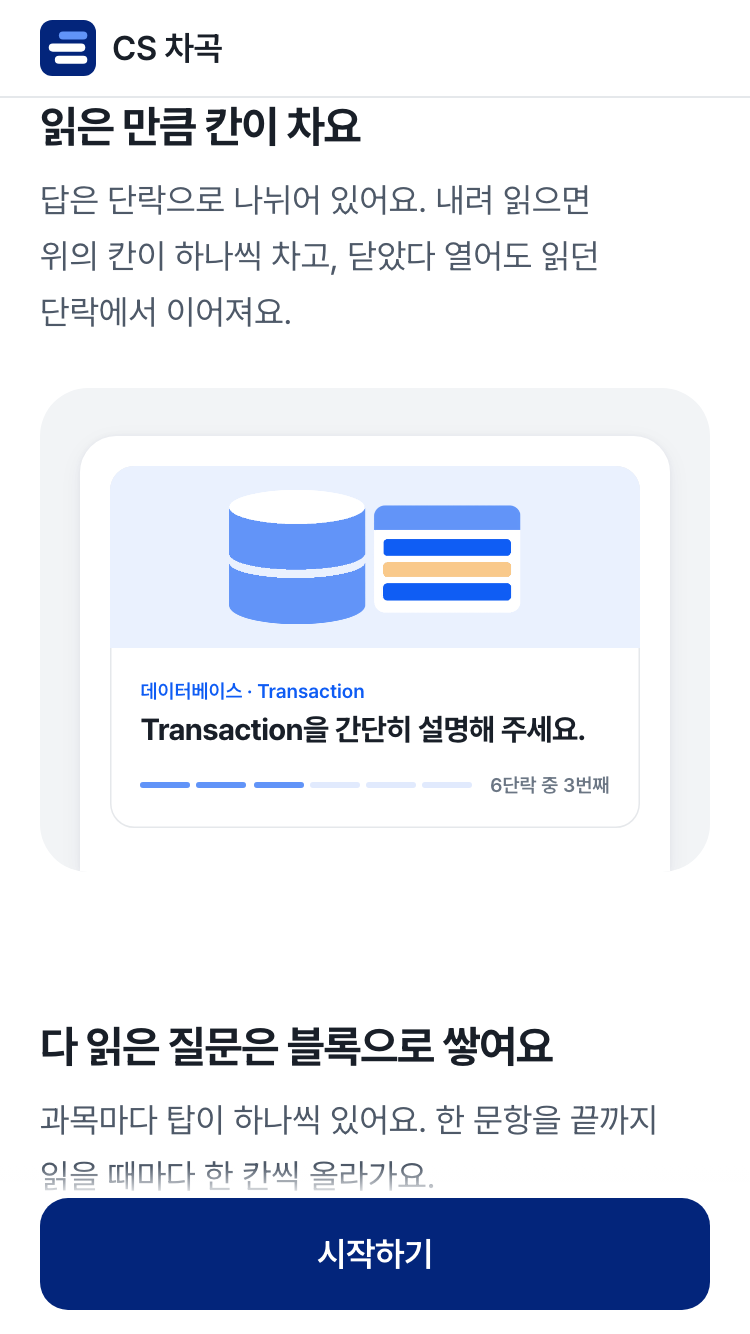 CS 차곡
읽은 만큼 칸이 차요
답은 단락으로 나뉘어 있어요. 내려 읽으면
위의 칸이 하나씩 차고, 닫았다 열어도 읽던
단락에서 이어져요.
데이터베이스 · Transaction
Transaction을 간단히 설명해 주세요.
6단락 중 3번째
다 읽은 질문은 블록으로 쌓여요
과목마다 탑이 하나씩 있어요. 한 문항을 끝까지
읽을 때마다 한 칸씩 올라가요.
시작하기